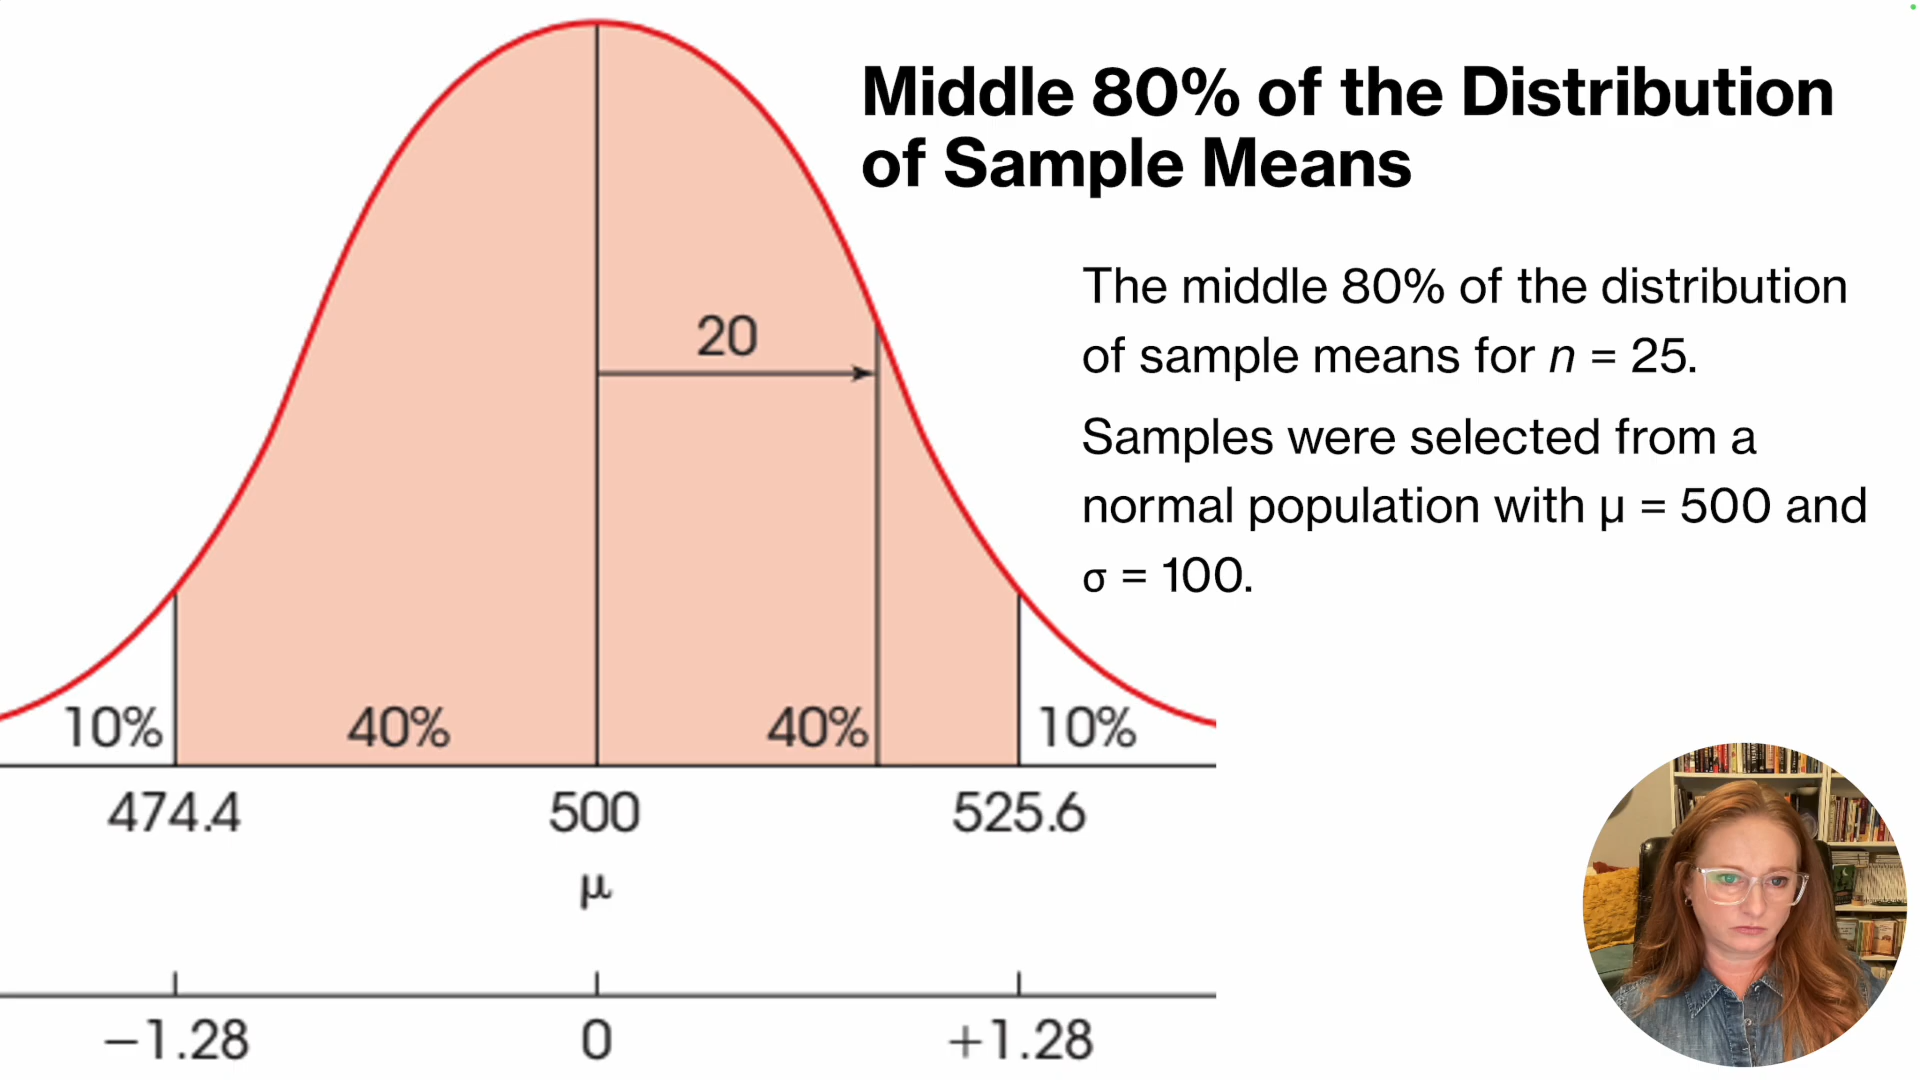 Middle 80% of the Distribution
of Sample Means
The middle 80% of the distribution
of sample means for n = 25.
Samples were selected from a
normal population with μ = 500 and
σ = 100.
20
10% 40% 40% 10%
474.4 500 525.6
μ
−1.28 0 +1.28